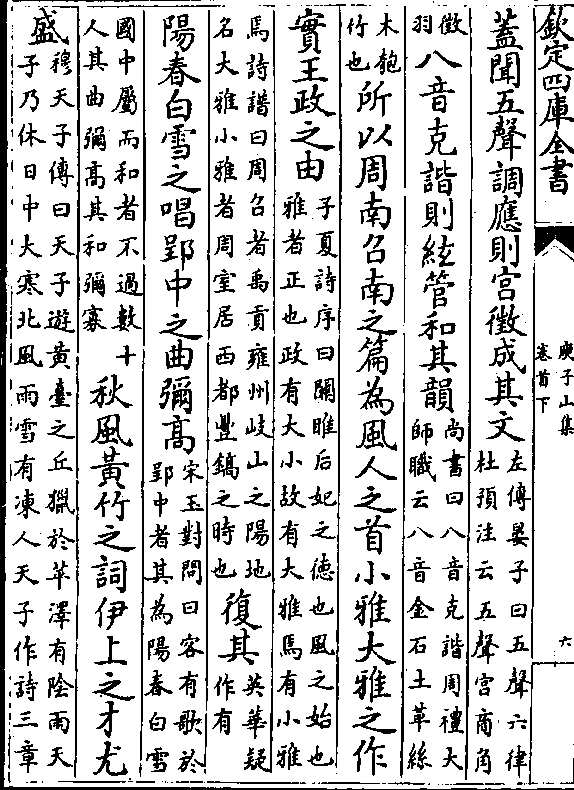 欽定四庫全書
庾子山集
卷首下
六
蓋聞五聲調應則宮徵成其文左傳晏子曰五聲六律杜預注云五聲宮商角
徵羽八音克諧則絃管和其韻尚書曰八音克諧周禮大師職云八音金石土革絲
木匏竹也所以周南召南之篇為風人之首小雅大雅之作
實王政之由子夏詩序曰關雎后妃之德也風之始也雅者正也政有大小故有大雅焉有小雅
馬詩譜曰周召者禹貢雍州岐山之陽地名大雅小雅者周室居西都豐鎬之時也復其英華疑作有
陽春白雪之唱郢中之曲彌高宋玉對問曰客有歌於郢中者其為陽春白雪
國中屬而和者不過數十人其曲彌高其和彌寡秋風黃竹之詞伊上之才尤
盛穆天子傳曰天子遊黃臺之丘獵於苹澤有陰雨天子乃休日中大寒北風雨雪有凍人天子作詩三章